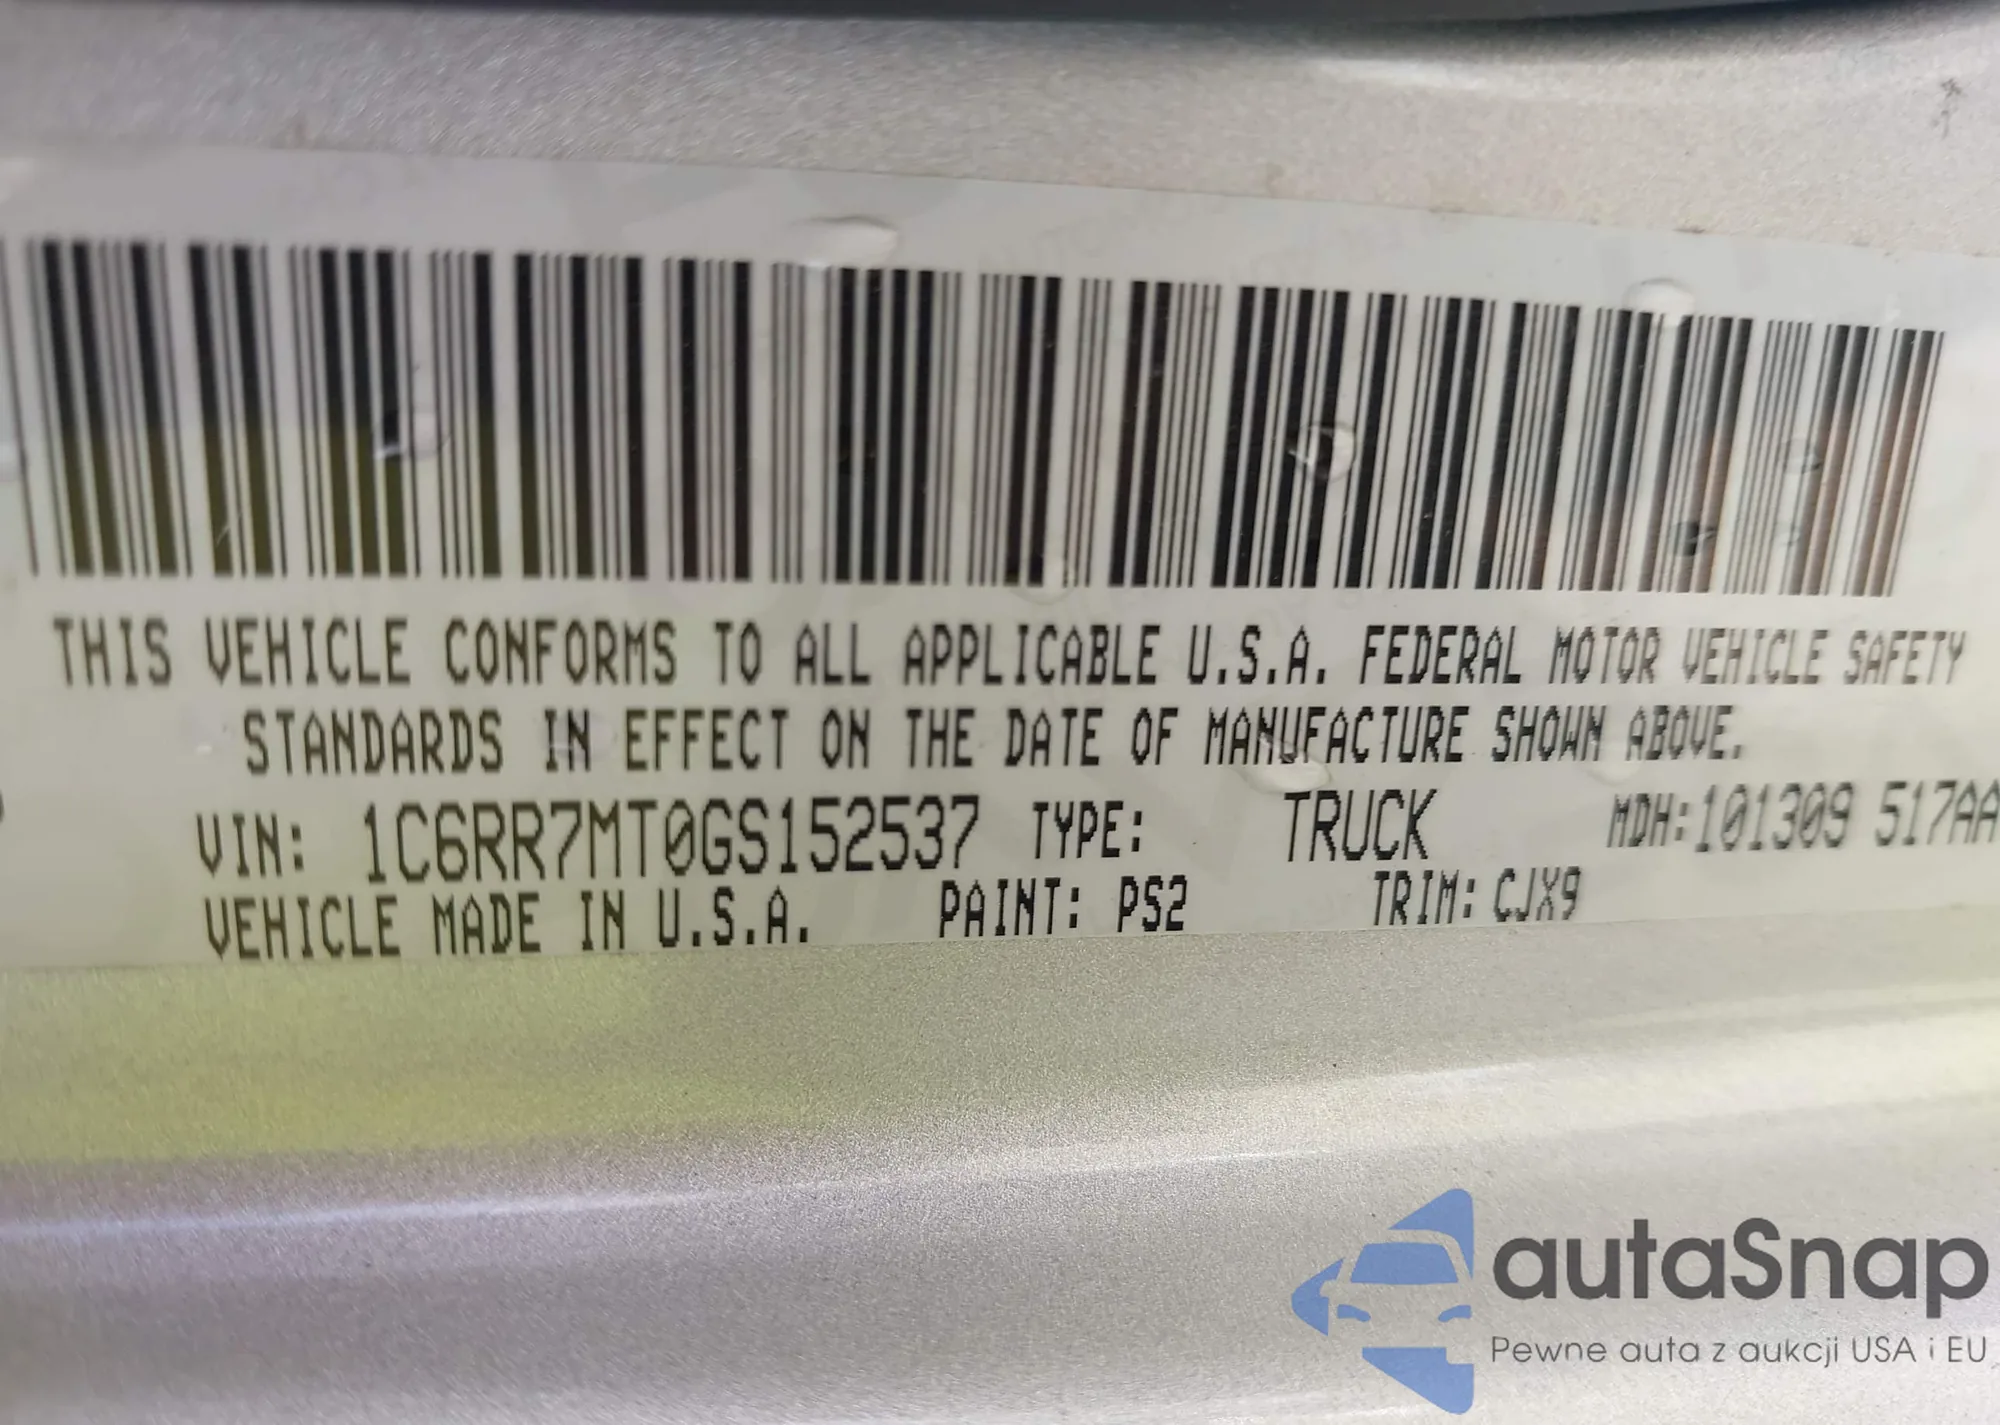 THIS VEHICLE CONFORMS TO ALL APPLICABLE U.S.A. FEDERAL MOTOR VEHICLE SAFETY
STANDARDS IN EFFECT ON THE DATE OF MANUFACTURE SHOWN ABOVE.
VIN: 1C6RR7MT0GS152537 TYPE: TRUCK MDH:101309 517AA
VEHICLE MADE IN U.S.A. PAINT: PS2 TRIM: CJX9
autaSnap
Pewne auta z aukcji USA i EU